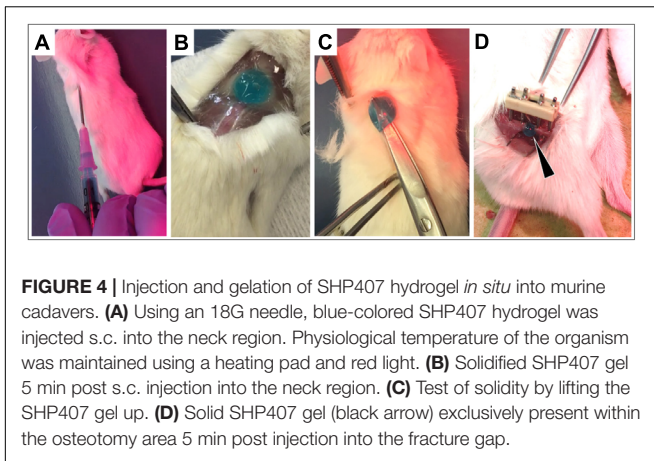 A
B
C
D
FIGURE 4 | Injection and gelation of SHP407 hydrogel in situ into murine
cadavers. (A) Using an 18G needle, blue-colored SHP407 hydrogel was
injected s.c. into the neck region. Physiological temperature of the organism
was maintained using a heating pad and red light. (B) Solidified SHP407 gel
5 min post s.c. injection into the neck region. (C) Test of solidity by lifting the
SHP407 gel up. (D) Solid SHP407 gel (black arrow) exclusively present within
the osteotomy area 5 min post injection into the fracture gap.